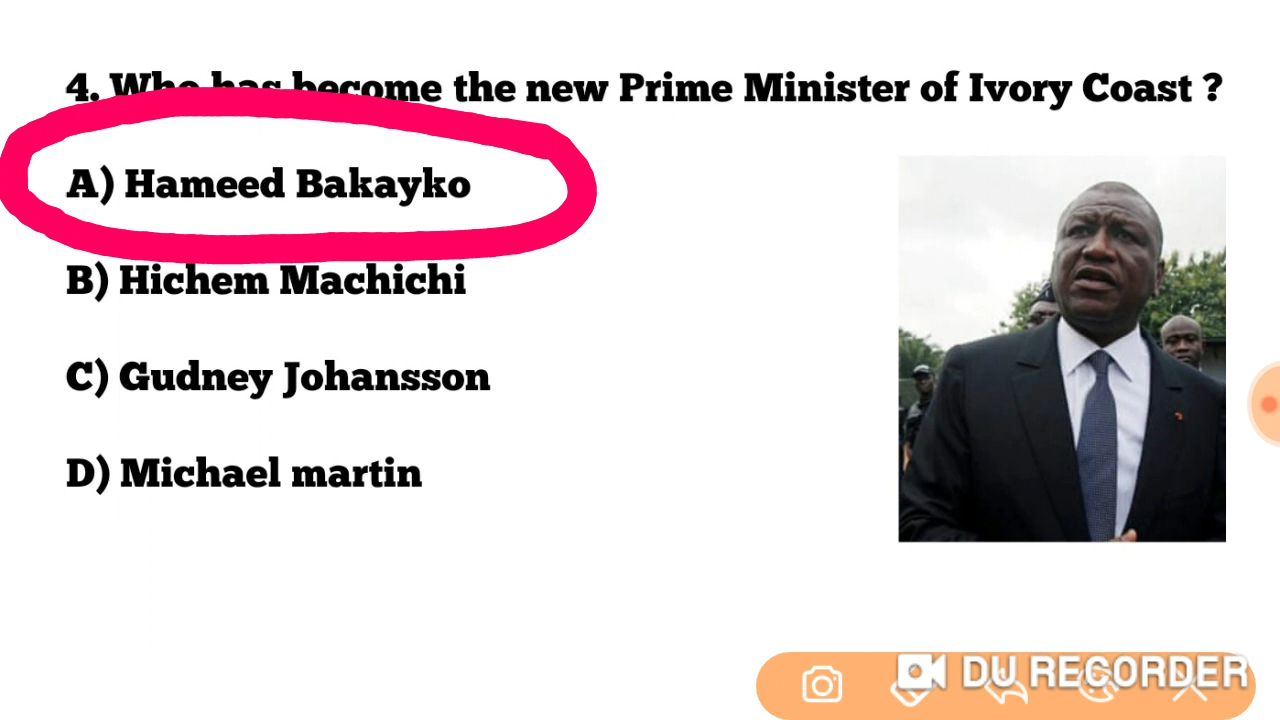 4. Who has become the new Prime Minister of Ivory Coast ?
A) Hameed Bakayko
B) Hichem Machichi
C) Gudney Johansson
D) Michael martin
DU RECORDER